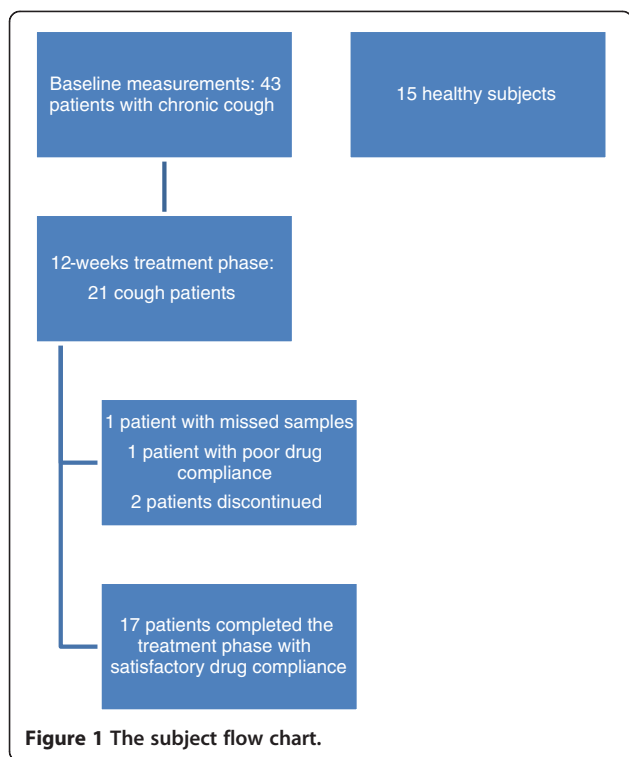 Baseline measurements: 43
patients with chronic cough
15 healthy subjects
12-weeks treatment phase:
21 cough patients
1 patient with missed samples
1 patient with poor drug
compliance
2 patients discontinued
17 patients completed the
treatment phase with
satisfactory drug compliance
Figure 1 The subject flow chart.